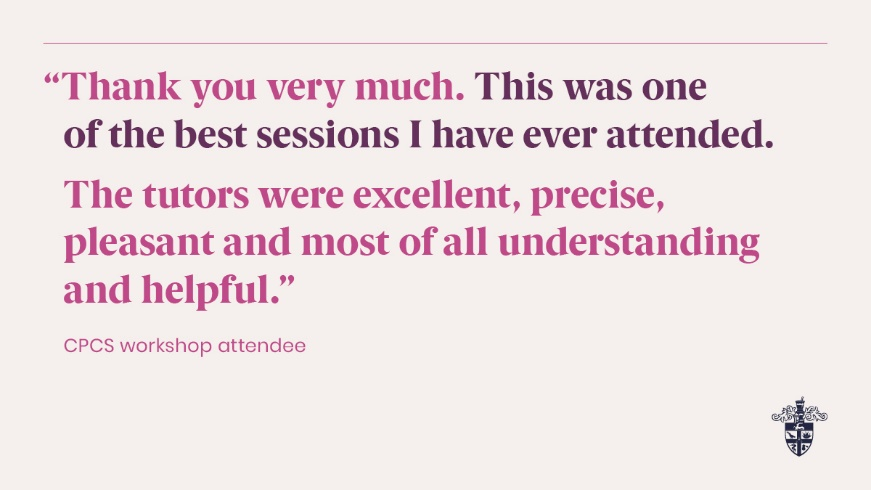 “Thank you very much. This was one
of the best sessions I have ever attended.
The tutors were excellent, precise,
pleasant and most of all understanding
and helpful.”
CPCS workshop attendee